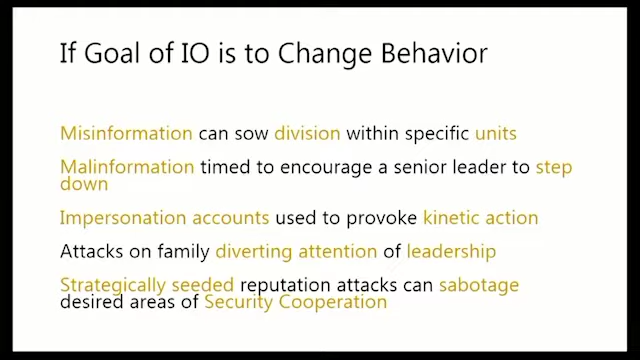 If Goal of IO is to Change Behavior
Misinformation can sow division within specific units
Malinformation timed to encourage a senior leader to step
down
Impersonation accounts used to provoke kinetic action
Attacks on family diverting attention of leadership
Strategically seeded reputation attacks can sabotage
desired areas of Security Cooperation